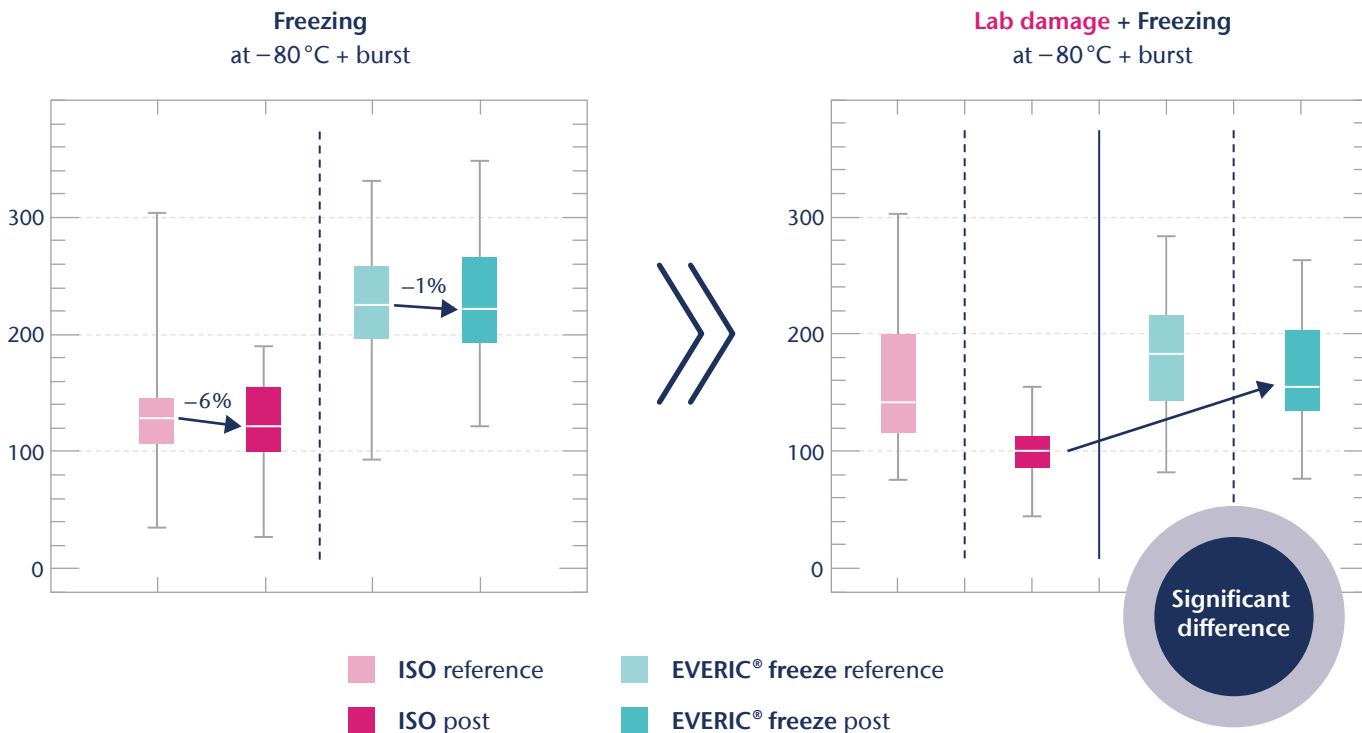 Freezing
at −80 °C + burst
300
200
100
0
−6%
−1%
Lab damage + Freezing
at −80 °C + burst
300
200
100
0
Significant
difference
ISO reference
EVERIC® freeze reference
ISO post
EVERIC® freeze post